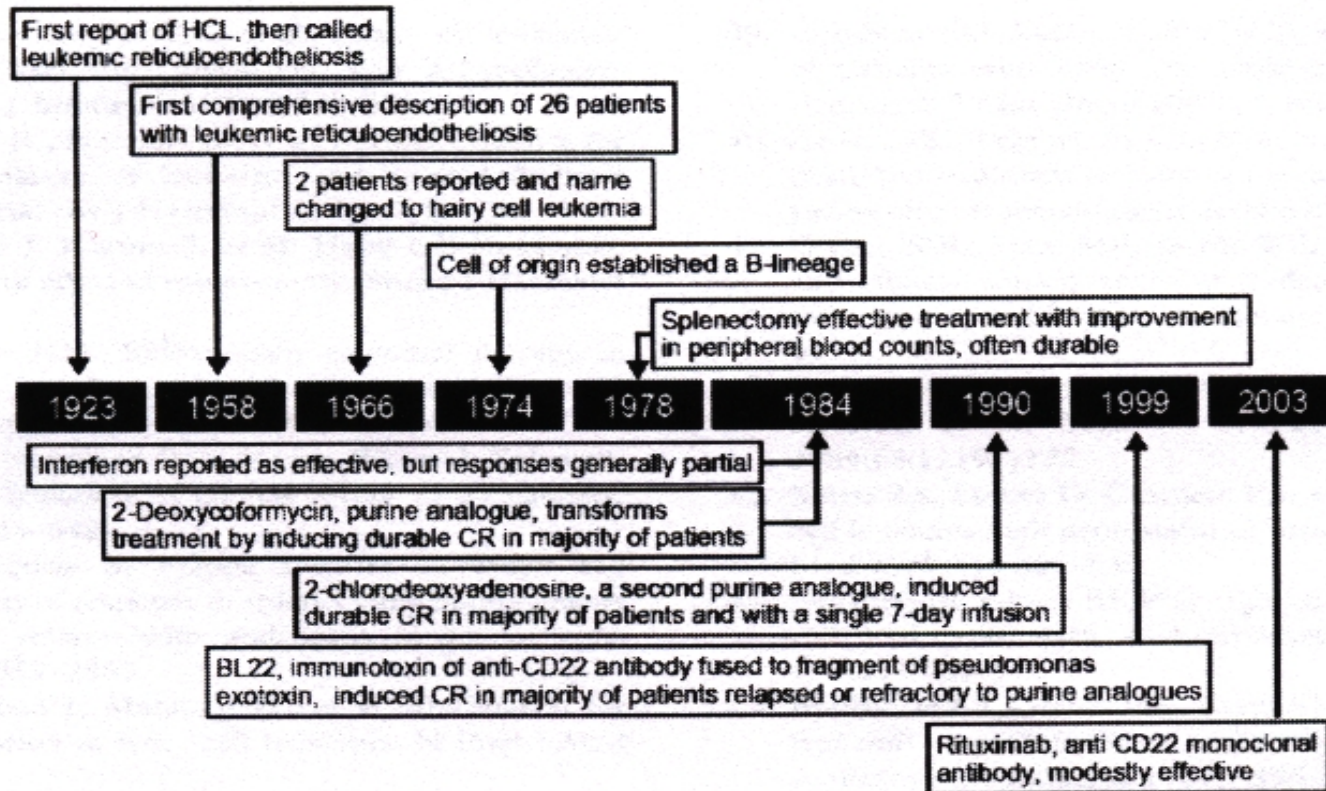 First report of HCL, then called
leukemic reticuloendotheliosis
First comprehensive description of 26 patients
with leukemic reticuloendotheliosis
2 patients reported and name
changed to hairy cell leukemia
Cell of origin established a B-lineage
Splenectomy effective treatment with improvement
in peripheral blood counts, often durable
1923 1958 1966 1974 1978 1984 1990 1999 2003
Interferon reported as effective, but responses generally partial
2-Deoxycoformycin, purine analogue, transforms
treatment by inducing durable CR in majority of patients
2-chlorodeoxyadenosine, a second purine analogue, induced
durable CR in majority of patients and with a single 7-day infusion
BL22, immunotoxin of anti-CD22 antibody fused to fragment of pseudomonas
exotoxin, induced CR in majority of patients relapsed or refractory to purine analogues
Rituximab, anti CD22 monoclonal
antibody, modestly effective